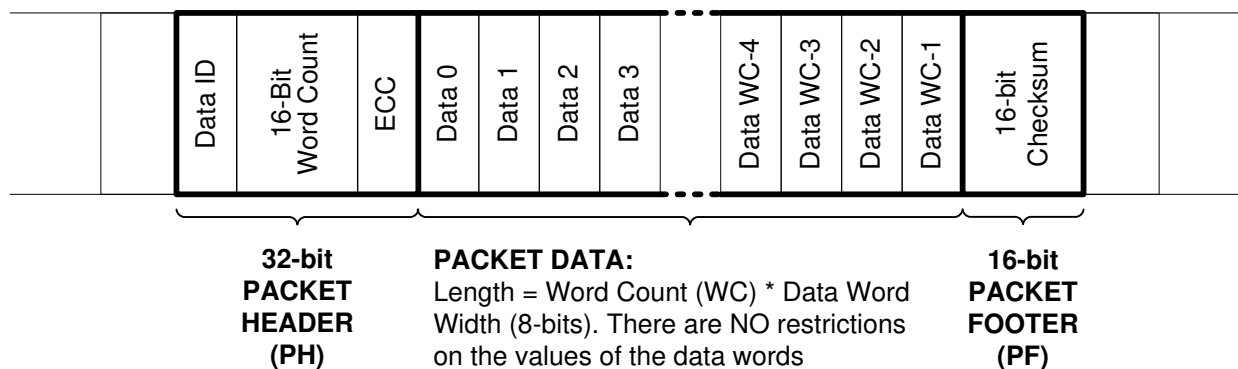 Data ID
16-Bit
Word Count
ECC
Data 0
Data 1
Data 2
Data 3
Data WC-4
Data WC-3
Data WC-2
Data WC-1
16-bit
Checksum
32-bit
PACKET
HEADER
(PH)
PACKET DATA:
Length = Word Count (WC) * Data Word
Width (8-bits). There are NO restrictions
on the values of the data words
16-bit
PACKET
FOOTER
(PF)